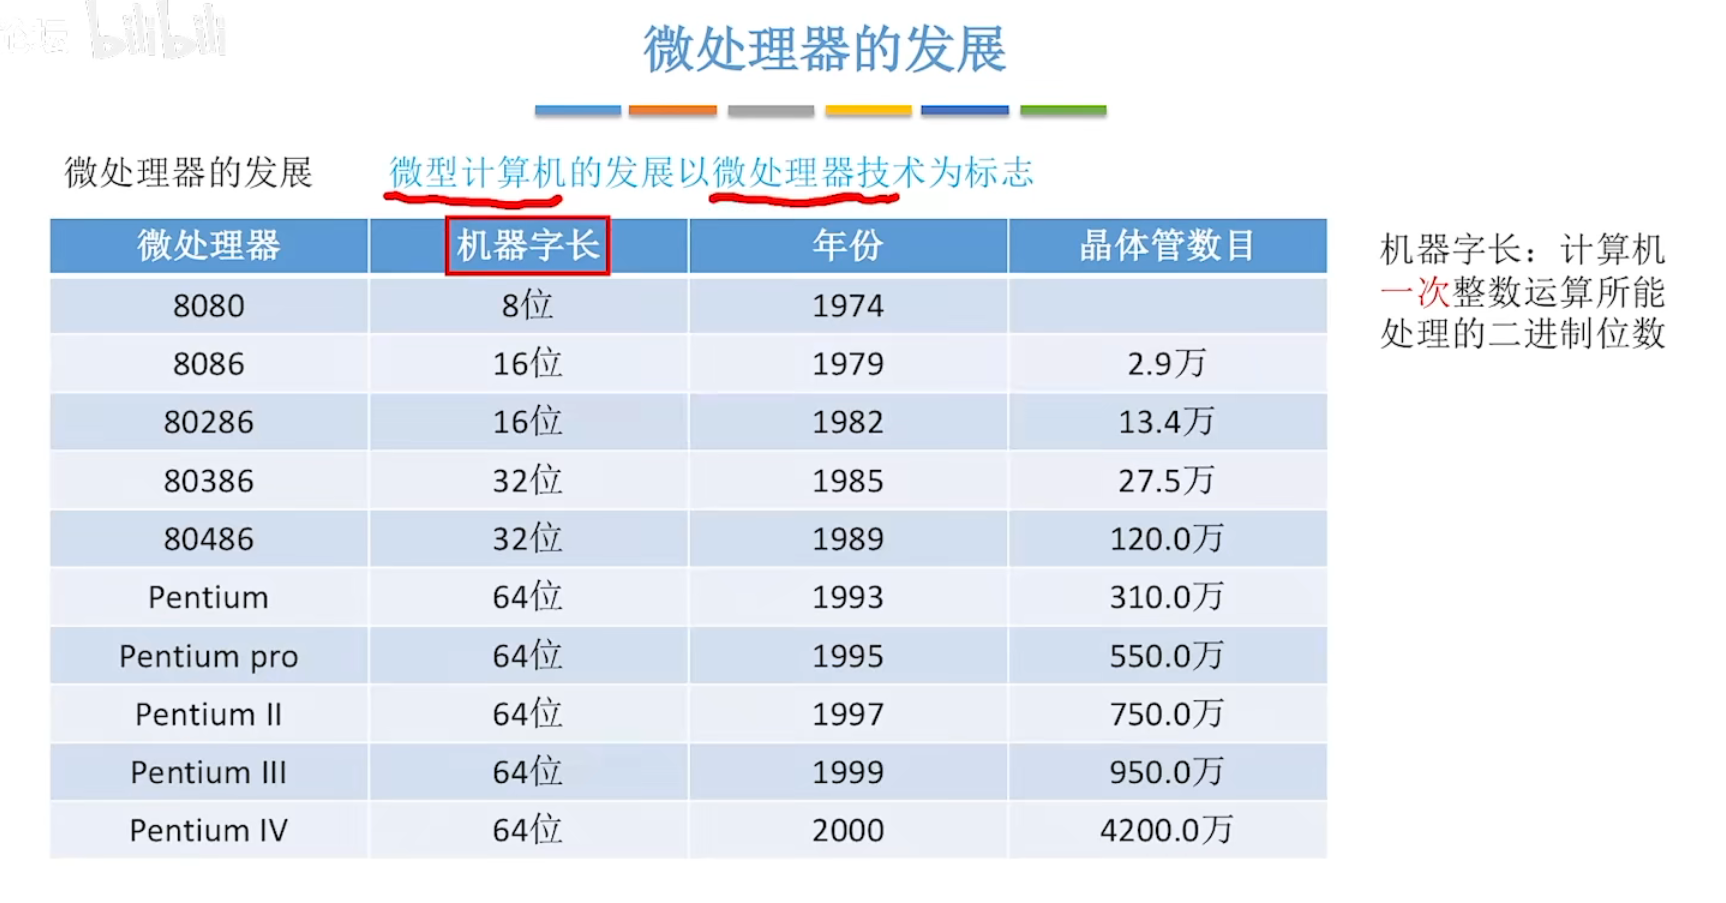 论坛 bilibili
微处理器的发展
微处理器的发展 微型计算机的发展以微处理器技术为标志
微处理器 机器字长 年份 晶体管数目
8080 8位 1974
8086 16位 1979 2.9万
80286 16位 1982 13.4万
80386 32位 1985 27.5万
80486 32位 1989 120.0万
Pentium 64位 1993 310.0万
Pentium pro 64位 1995 550.0万
Pentium II 64位 1997 750.0万
Pentium III 64位 1999 950.0万
Pentium IV 64位 2000 4200.0万
机器字长：计算机
一次整数运算所能
处理的二进制位数